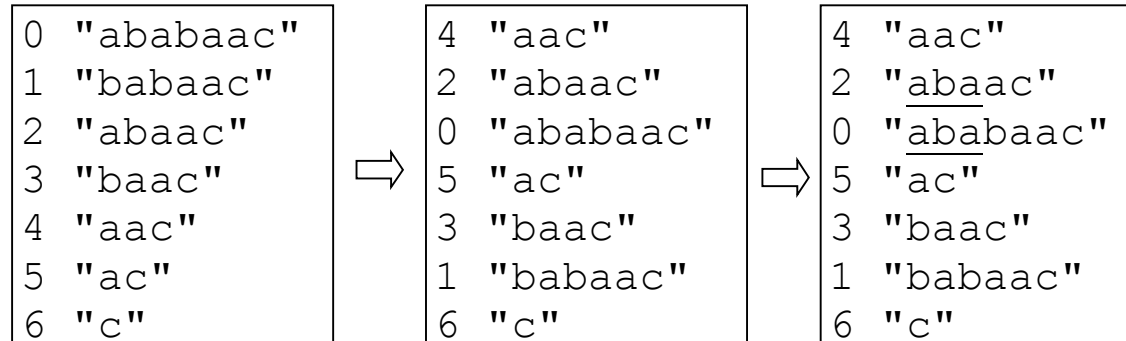 0 "ababaac"
1 "babaac"
2 "abaac"
3 "baac"
4 "aac"
5 "ac"
6 "c"
4 "aac"
2 "abaac"
0 "ababaac"
5 "ac"
3 "baac"
1 "babaac"
6 "c"
4 "aac"
2 "abaac"
0 "ababaac"
5 "ac"
3 "baac"
1 "babaac"
6 "c"